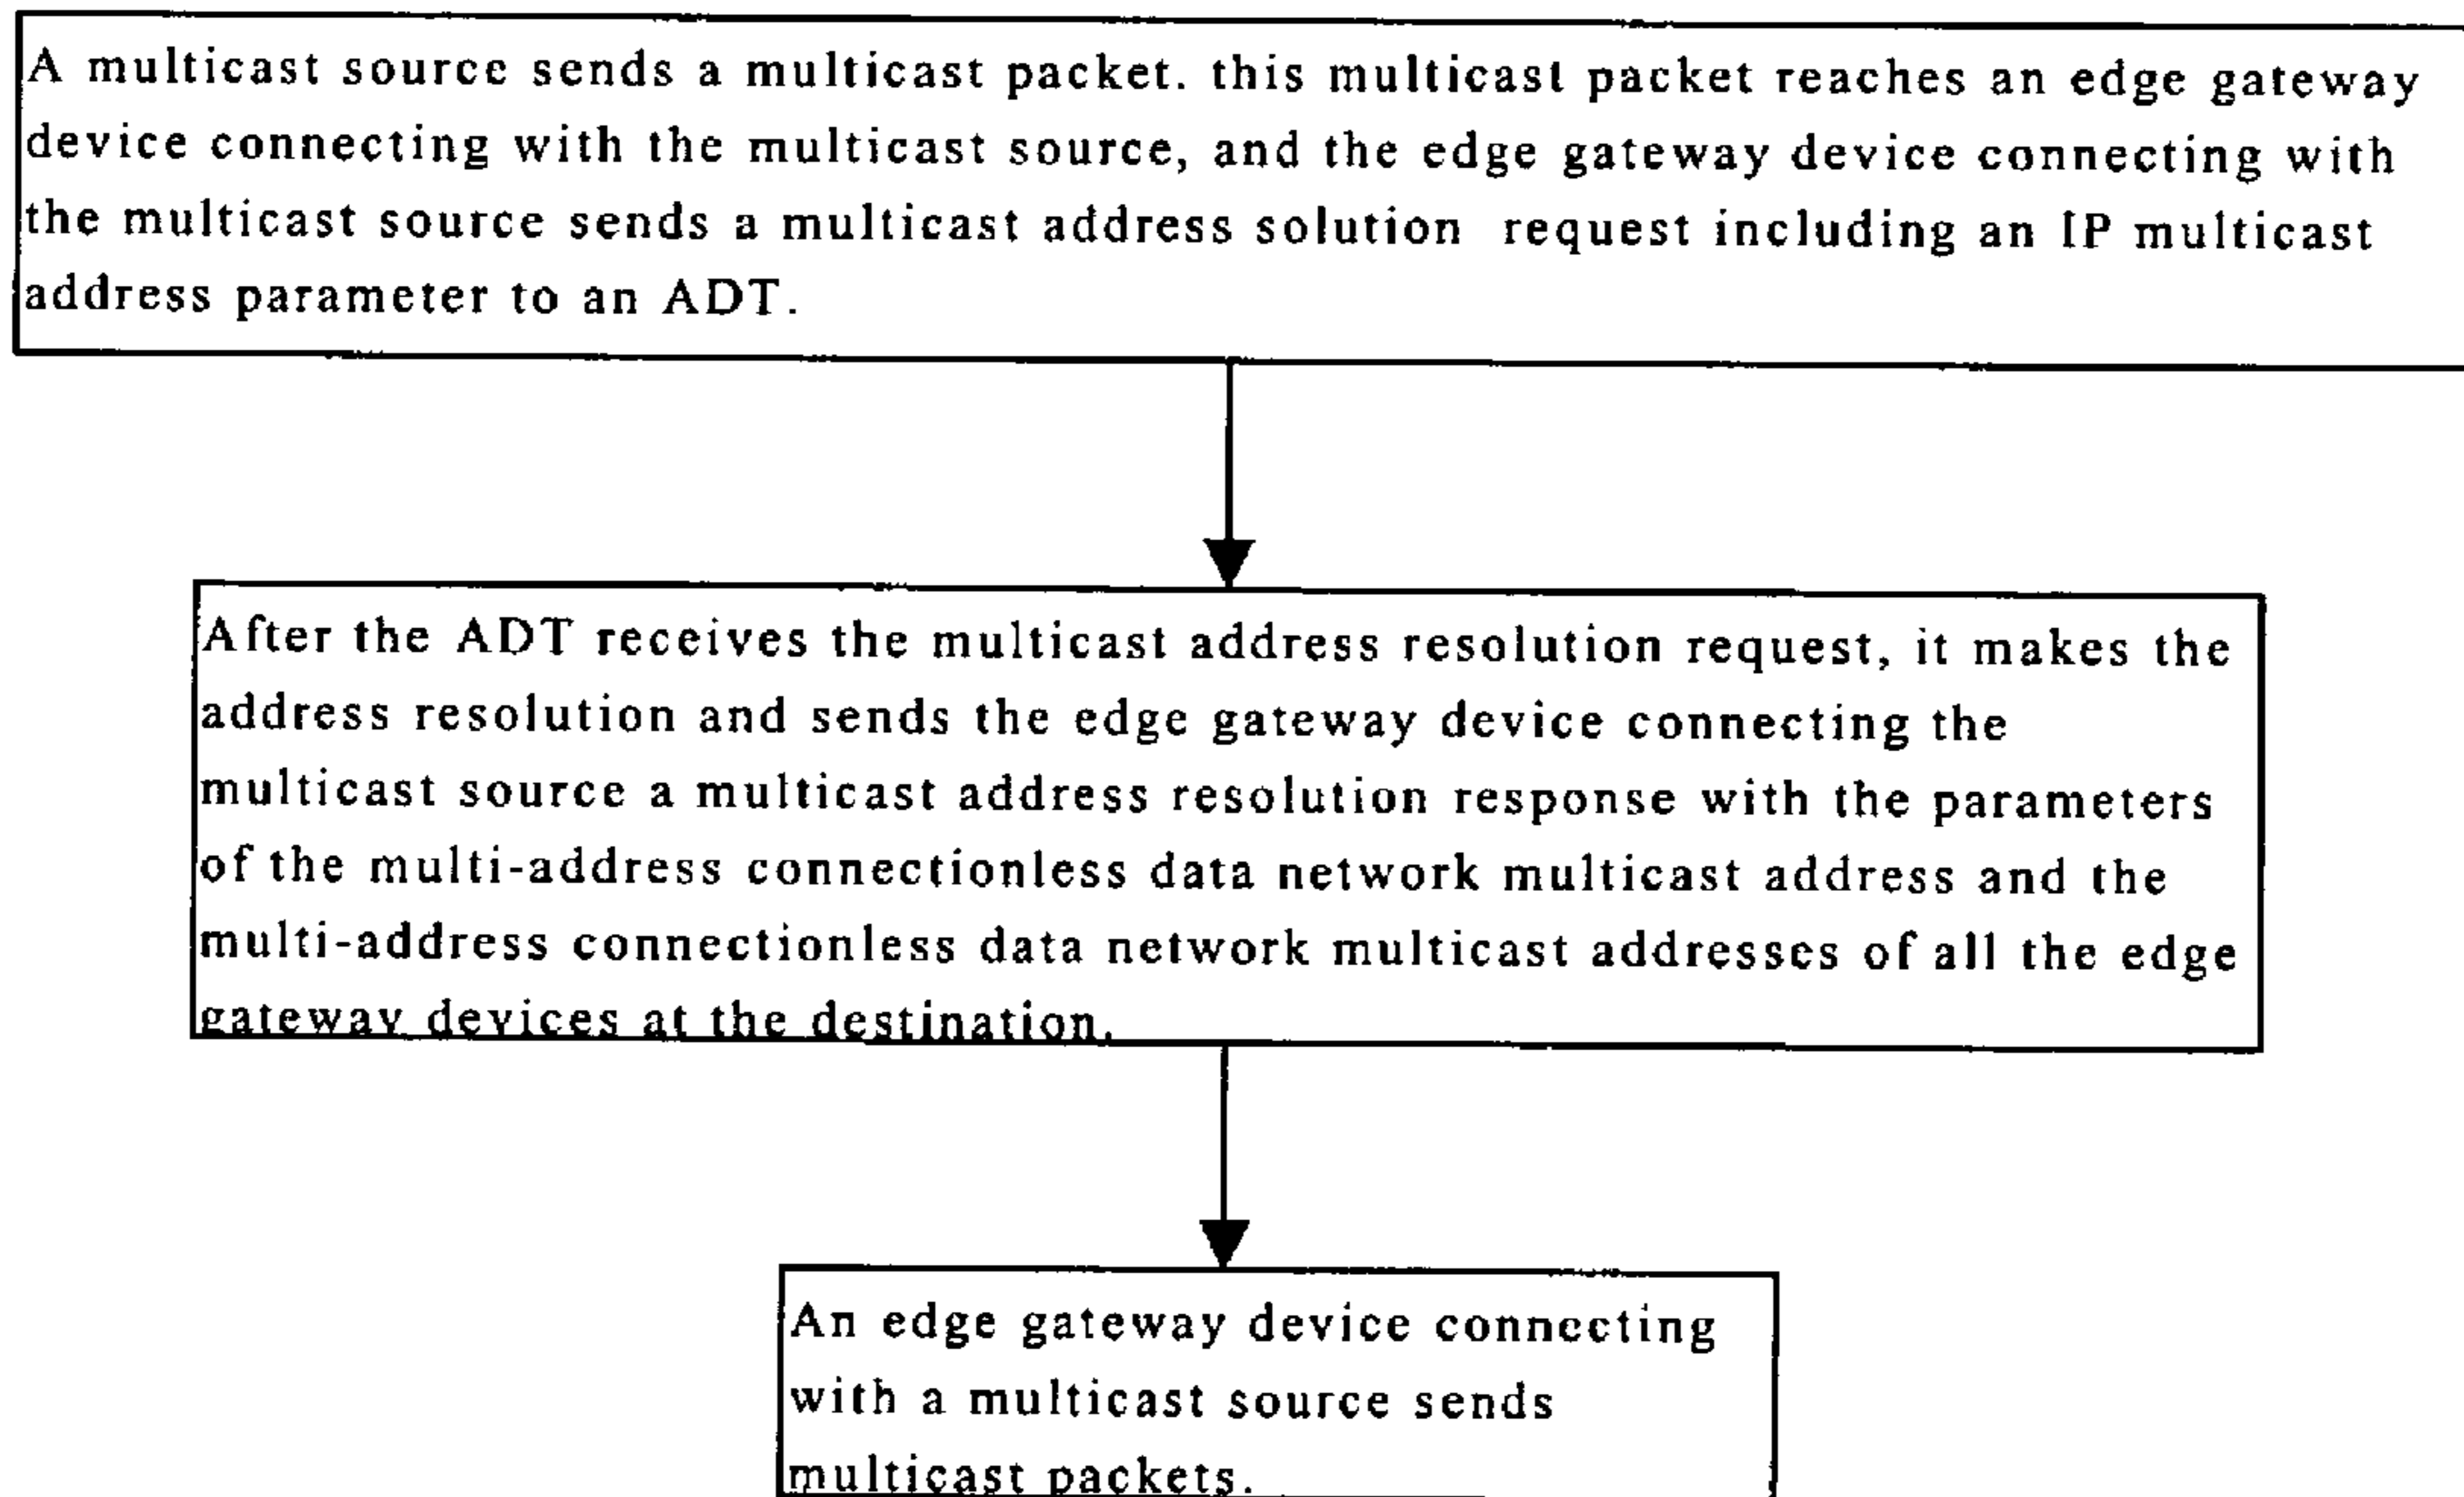 A multicast source sends a multicast packet. this multicast packet reaches an edge gateway
device connecting with the multicast source, and the edge gateway device connecting with
the multicast source sends a multicast address solution request including an IP multicast
address parameter to an ADT.
After the ADT receives the multicast address resolution request, it makes the
address resolution and sends the edge gateway device connecting the
multicast source a multicast address resolution response with the parameters
of the multi-address connectionless data network multicast address and the
multi-address connectionless data network multicast addresses of all the edge
gateway devices at the destination.
An edge gateway device connecting
with a multicast source sends
multicast packets.